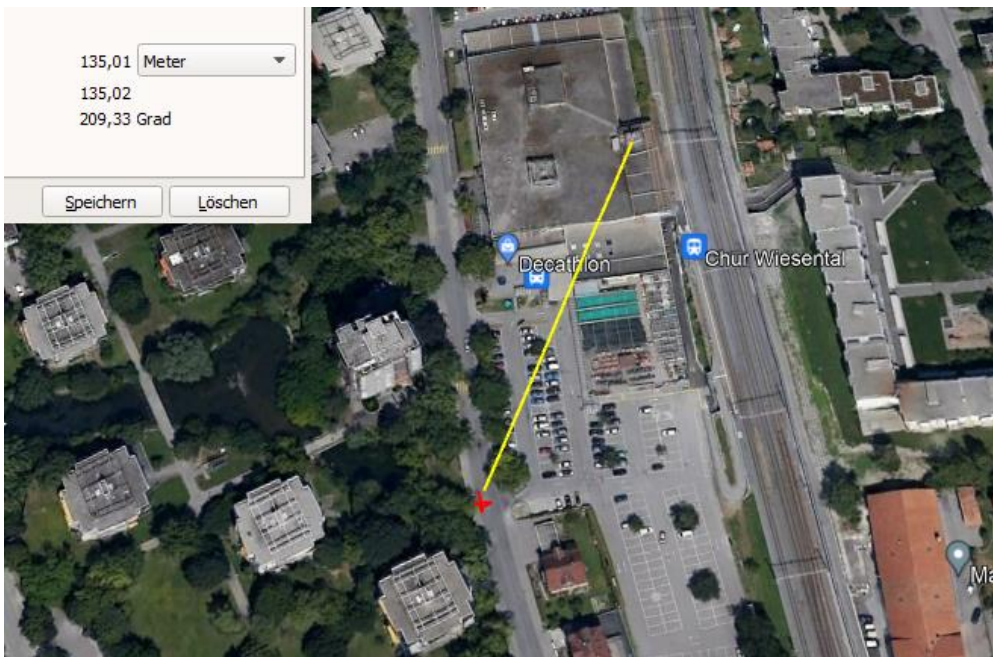 135,01 Meter
135,02
209,33 Grad
Speichern Löschen
Decathlon
Chur Wiesental
Ma